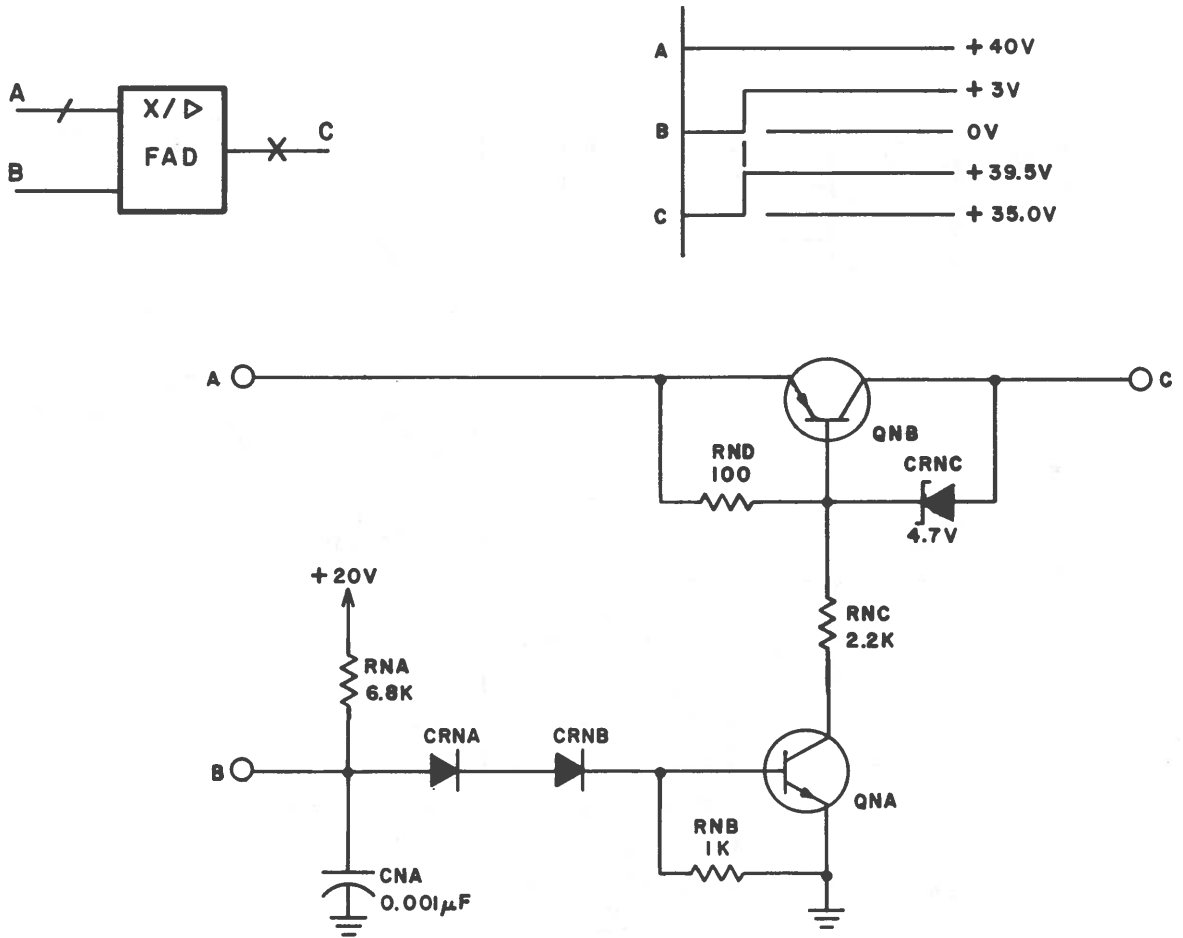 A
X/▷
FAD
B
C
A
+40V
+3V
B
0V
+39.5V
C
+35.0V
A
C
QNB
RND
100
CRNC
4.7V
+20V
RNC
2.2K
RNA
6.8K
CRNA
CRNB
B
QNA
RNB
1K
CNA
0.001µF